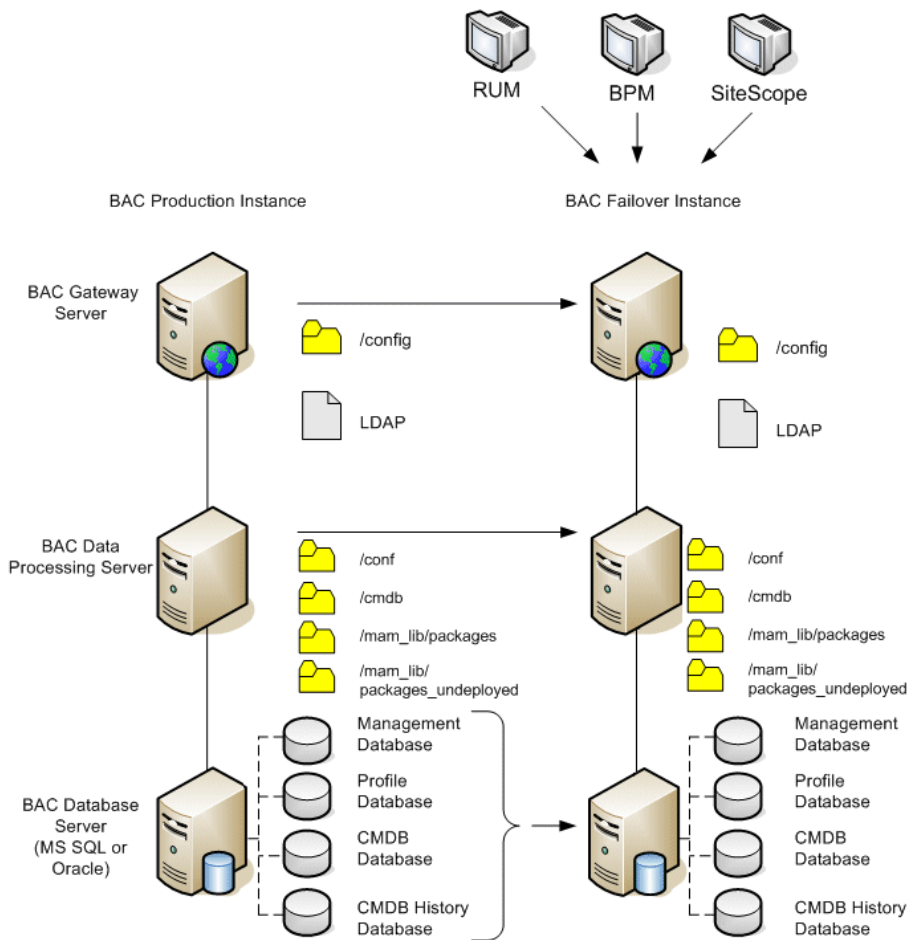 RUM
BPM
SiteScope
BAC Production Instance
BAC Failover Instance
BAC Gateway
Server
/config
LDAP
/config
LDAP
BAC Data
Processing Server
/conf
/cmdb
/mam_lib/packages
/mam_lib/
packages_undeployed
/conf
/cmdb
/mam_lib/packages
/mam_lib/
packages_undeployed
BAC Database
Server
(MS SQL or
Oracle)
Management
Database
Profile
Database
CMDB
Database
CMDB History
Database
Management
Database
Profile
Database
CMDB
Database
CMDB History
Database